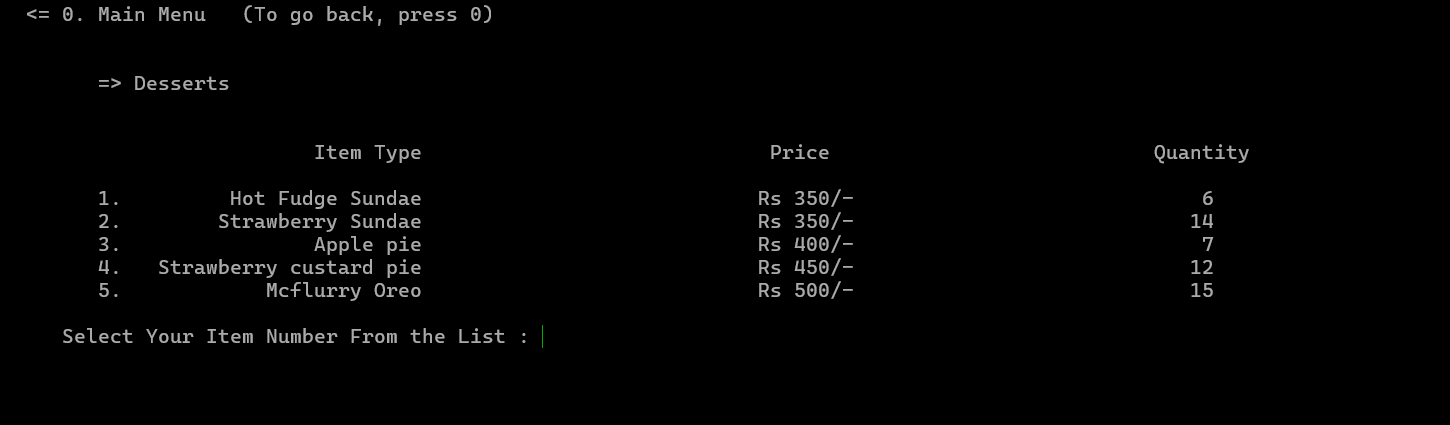 <= 0. Main Menu (To go back, press 0)
=> Desserts
Item Type Price Quantity
1. Hot Fudge Sundae Rs 350/- 6
2. Strawberry Sundae Rs 350/- 14
3. Apple pie Rs 400/- 7
4. Strawberry custard pie Rs 450/- 12
5. Mcflurry Oreo Rs 500/- 15
Select Your Item Number From the List :